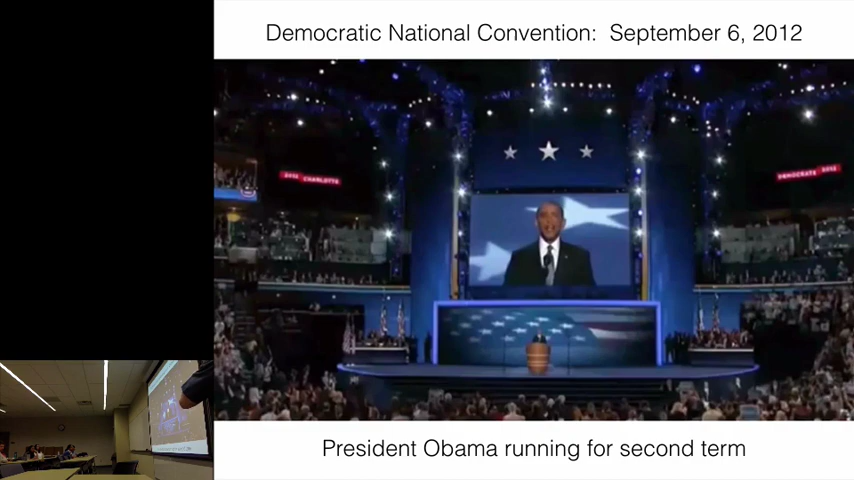 Democratic National Convention:  September 6, 2012
2012 CHARLOTTE
DEMOCRATS 2012
President Obama running for second term